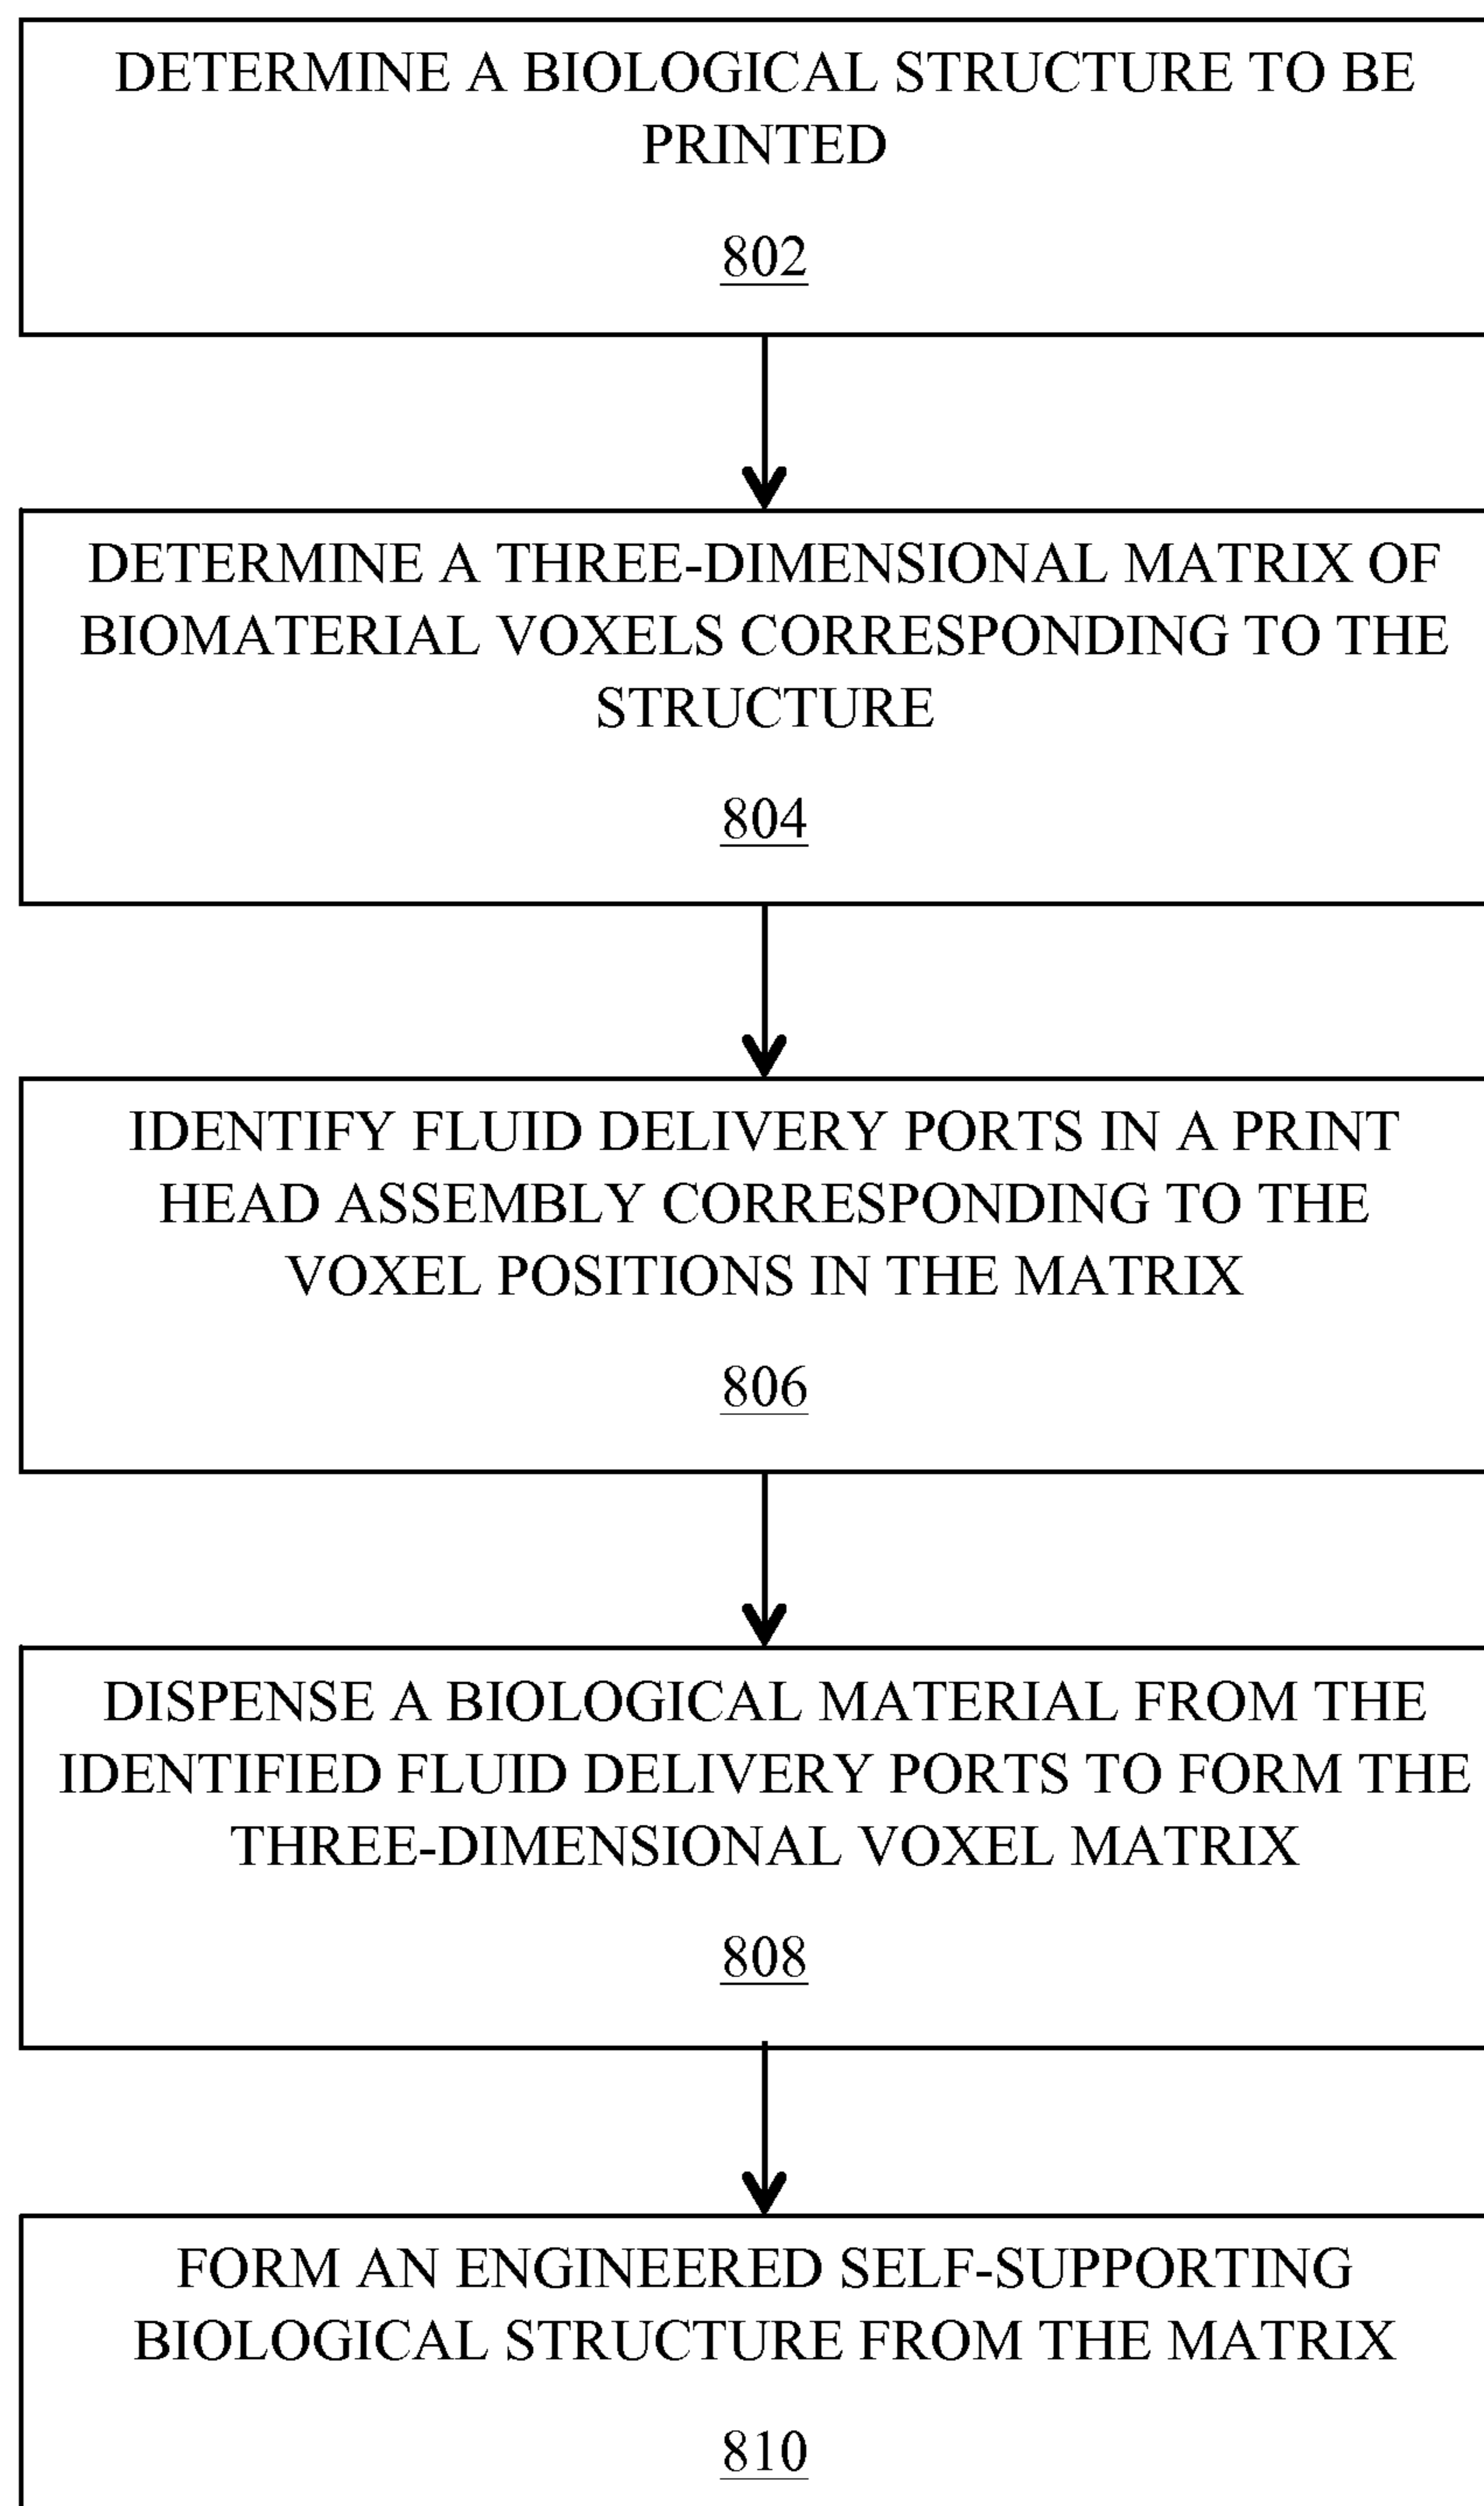 DETERMINE A BIOLOGICAL STRUCTURE TO BE
PRINTED
802
DETERMINE A THREE-DIMENSIONAL MATRIX OF
BIOMATERIAL VOXELS CORRESPONDING TO THE
STRUCTURE
804
IDENTIFY FLUID DELIVERY PORTS IN A PRINT
HEAD ASSEMBLY CORRESPONDING TO THE
VOXEL POSITIONS IN THE MATRIX
806
DISPENSE A BIOLOGICAL MATERIAL FROM THE
IDENTIFIED FLUID DELIVERY PORTS TO FORM THE
THREE-DIMENSIONAL VOXEL MATRIX
808
FORM AN ENGINEERED SELF-SUPPORTING
BIOLOGICAL STRUCTURE FROM THE MATRIX
810